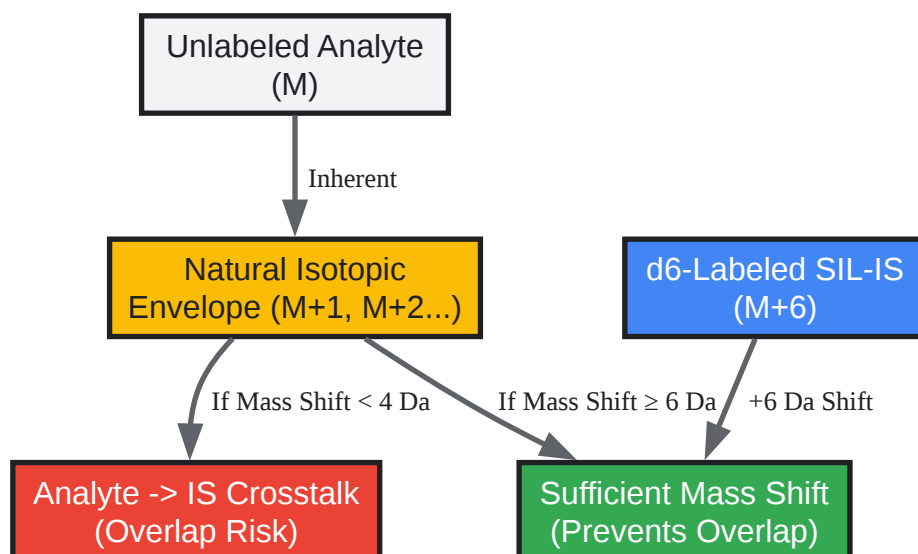 Unlabeled Analyte
(M)
Inherent
Natural Isotopic
Envelope (M+1, M+2...)
d6-Labeled SIL-IS
(M+6)
If Mass Shift < 4 Da
If Mass Shift ≥ 6 Da
+6 Da Shift
Analyte -> IS Crosstalk
(Overlap Risk)
Sufficient Mass Shift
(Prevents Overlap)